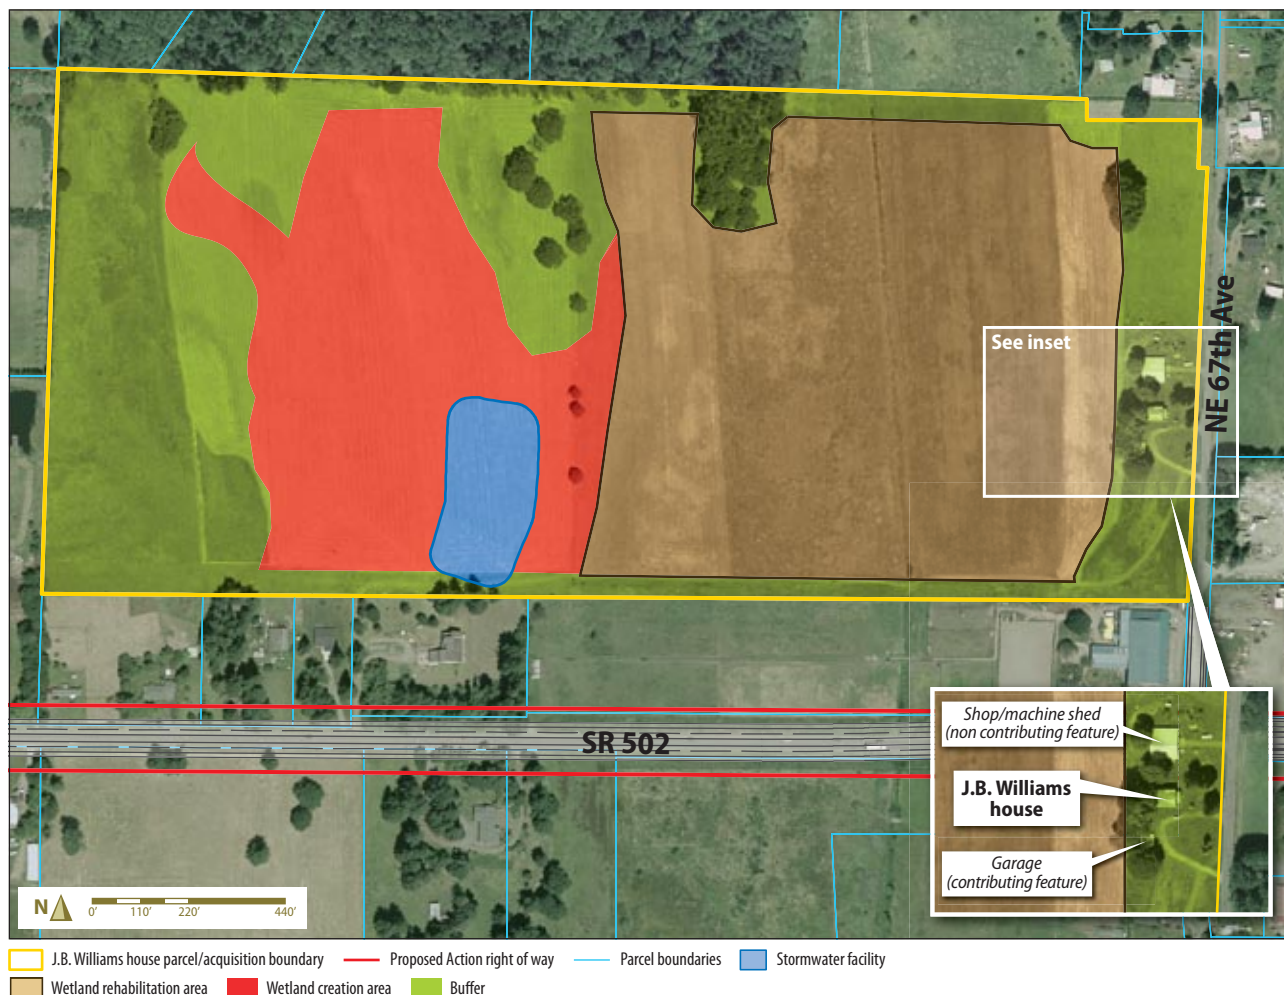 See inset
NE 67th Ave
SR 502
Shop/machine shed
(non contributing feature)
J.B. Williams
house
Garage
(contributing feature)
N
0' 110' 220' 440'
J.B. Williams house parcel/acquisition boundary Proposed Action right of way Parcel boundaries Stormwater facility
Wetland rehabilitation area Wetland creation area Buffer